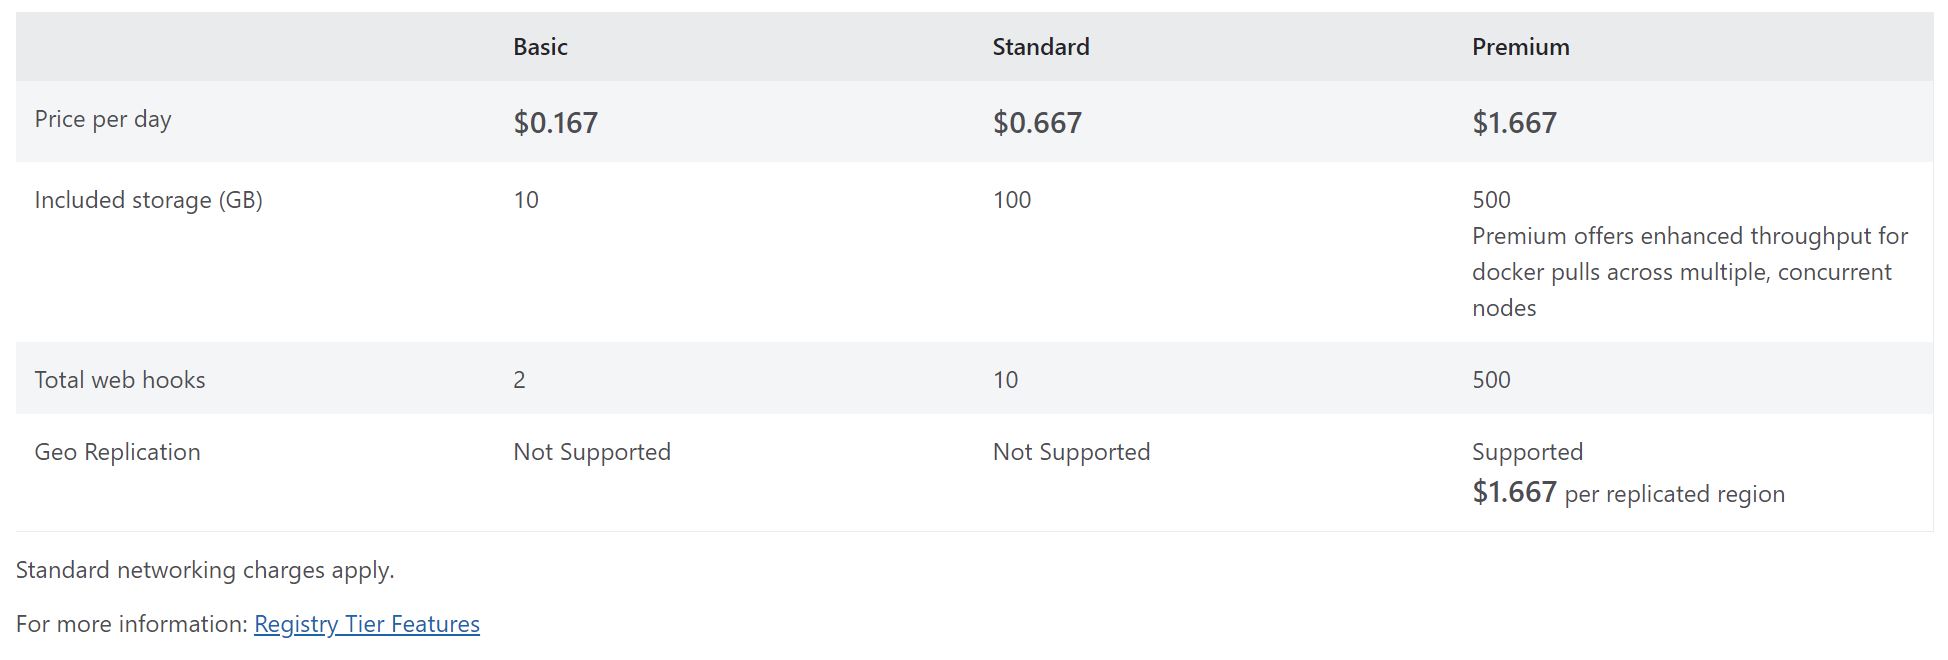 Basic Standard Premium
Price per day $0.167 $0.667 $1.667
Included storage (GB) 10 100 500
Premium offers enhanced throughput for
docker pulls across multiple, concurrent
nodes
Total web hooks 2 10 500
Geo Replication Not Supported Not Supported Supported
$1.667 per replicated region
Standard networking charges apply.
For more information: Registry Tier Features